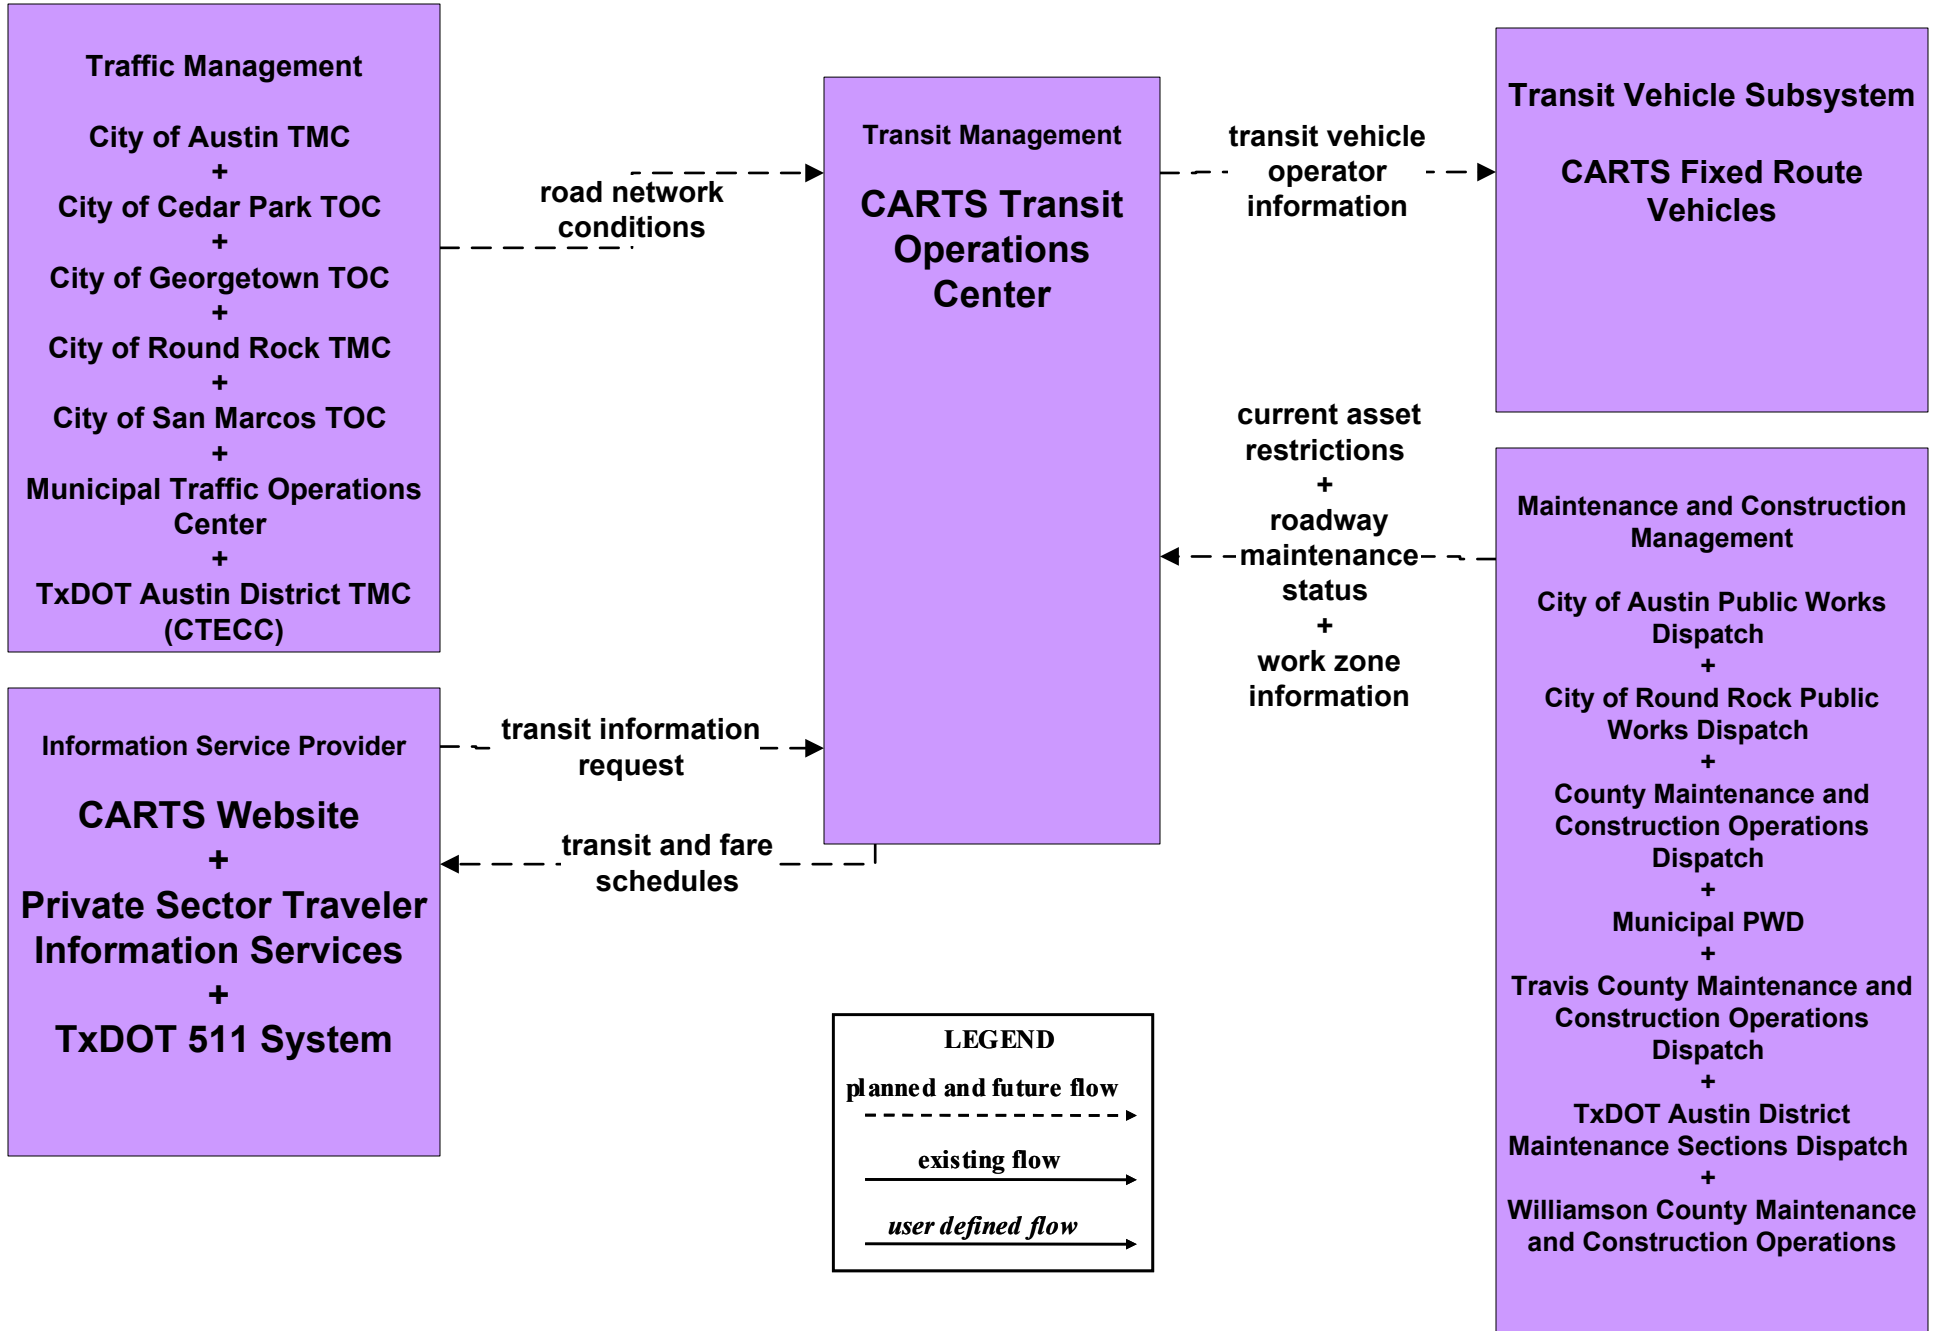 Traffic Management
City of Austin TMC
+
City of Cedar Park TOC
+
City of Georgetown TOC
+
City of Round Rock TMC
+
City of San Marcos TOC
+
Municipal Traffic Operations
Center
+
TxDOT Austin District TMC
(CTECC)
road network
conditions
Transit Management
CARTS Transit
Operations
Center
transit vehicle
operator
information
Transit Vehicle Subsystem
CARTS Fixed Route
Vehicles
current asset
restrictions
+
roadway
maintenance
status
+
work zone
information
Maintenance and Construction
Management
City of Austin Public Works
Dispatch
+
City of Round Rock Public
Works Dispatch
+
County Maintenance and
Construction Operations
Dispatch
+
Municipal PWD
+
Travis County Maintenance and
Construction Operations
Dispatch
+
TxDOT Austin District
Maintenance Sections Dispatch
+
Williamson County Maintenance
and Construction Operations
Information Service Provider
CARTS Website
+
Private Sector Traveler
Information Services
+
TxDOT 511 System
transit information
request
transit and fare
schedules
LEGEND
planned and future flow
existing flow
user defined flow